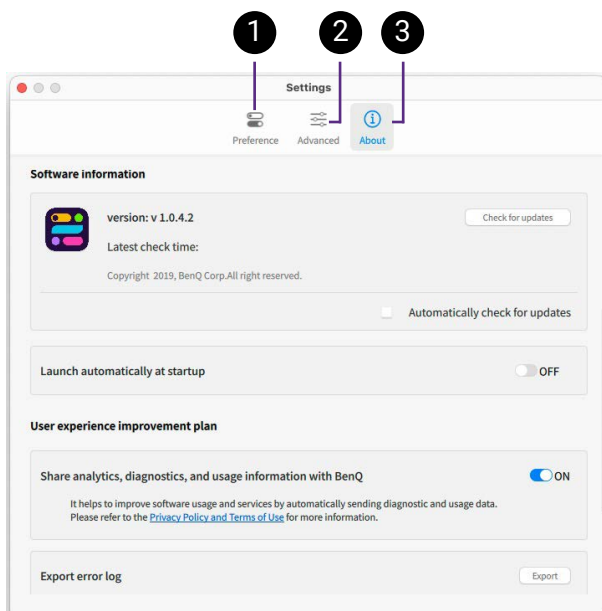 1 2 3
Settings
Preference Advanced About
Software information
version: v 1.0.4.2 Check for updates
Latest check time:
Copyright 2019, BenQ Corp.All right reserved.
Automatically check for updates
Launch automatically at startup OFF
User experience improvement plan
Share analytics, diagnostics, and usage information with BenQ ON
It helps to improve software usage and services by automatically sending diagnostic and usage data.
Please refer to the Privacy Policy and Terms of Use for more information.
Export error log Export